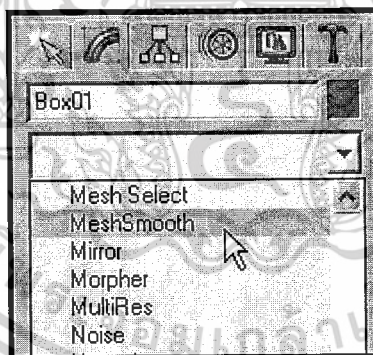 Box01
Mesh Select
MeshSmooth
Mirror
Morpher
MultiRes
Noise